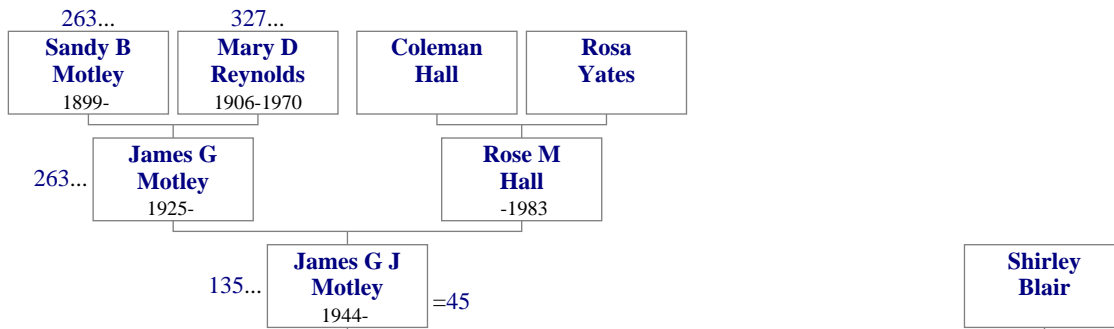 263...
327...
Sandy B
Motley
1899-
Mary D
Reynolds
1906-1970
Coleman
Hall
Rosa
Yates
263...
James G
Motley
1925-
Rose M
Hall
-1983
135...
James G J
Motley
1944-
=45
Shirley
Blair